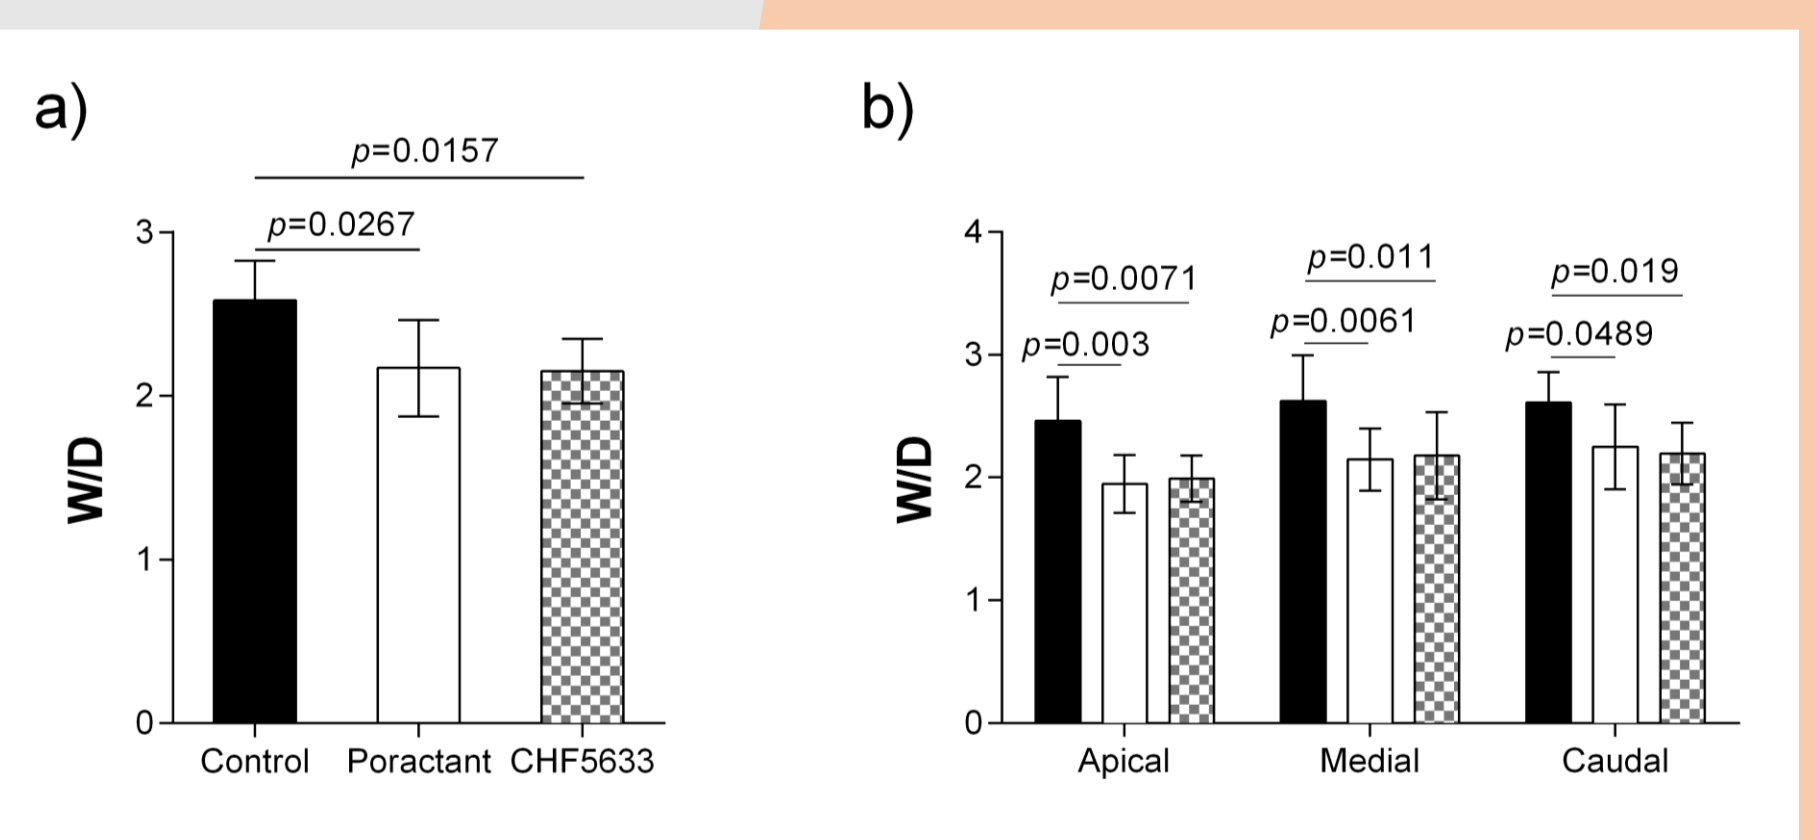 a)
p=0.0157
p=0.0267
3
2
1
0
W/D
Control Poractant CHF5633
b)
p=0.0071
p=0.003
p=0.011
p=0.0061
p=0.019
p=0.0489
4
3
2
1
0
W/D
Apical Medial Caudal